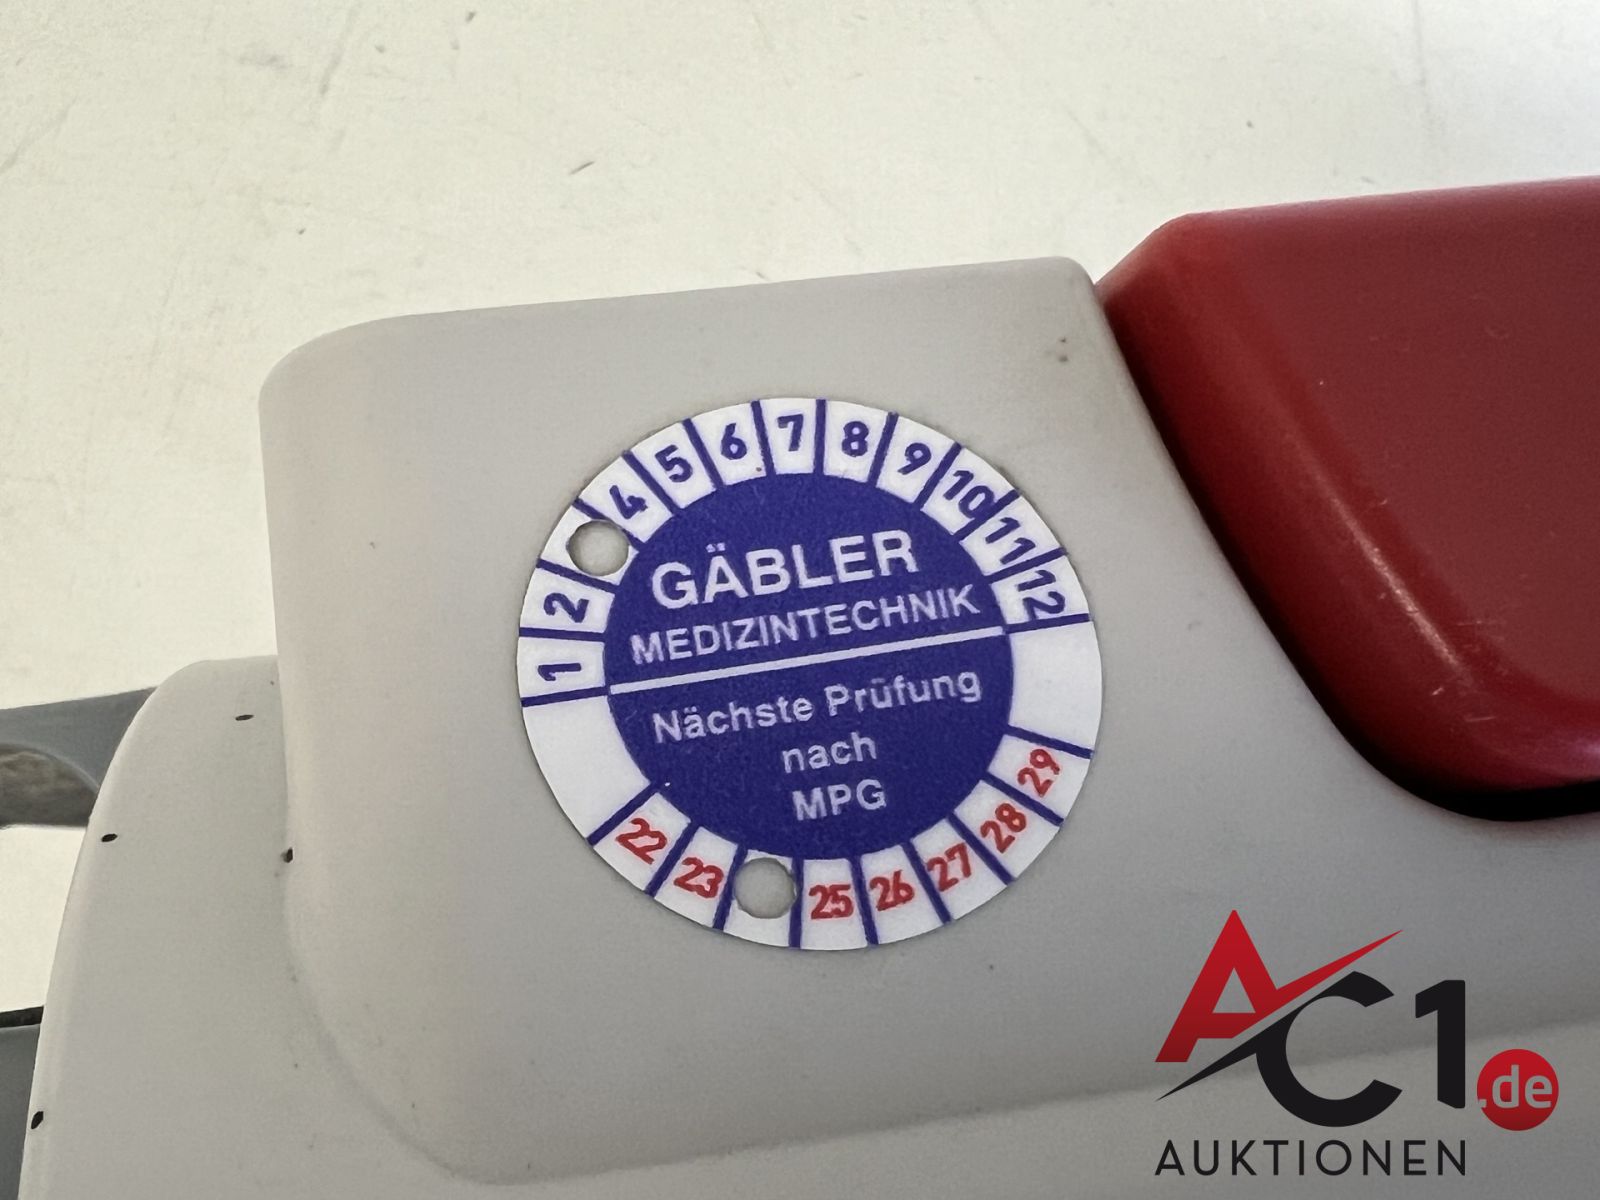 1 2 4 5 6 7 8 9 10 11 12
GÄBLER
MEDIZINTECHNIK
Nächste Prüfung
nach
MPG
22 23 25 26 27 28 29
AC1.de
AUKTIONEN